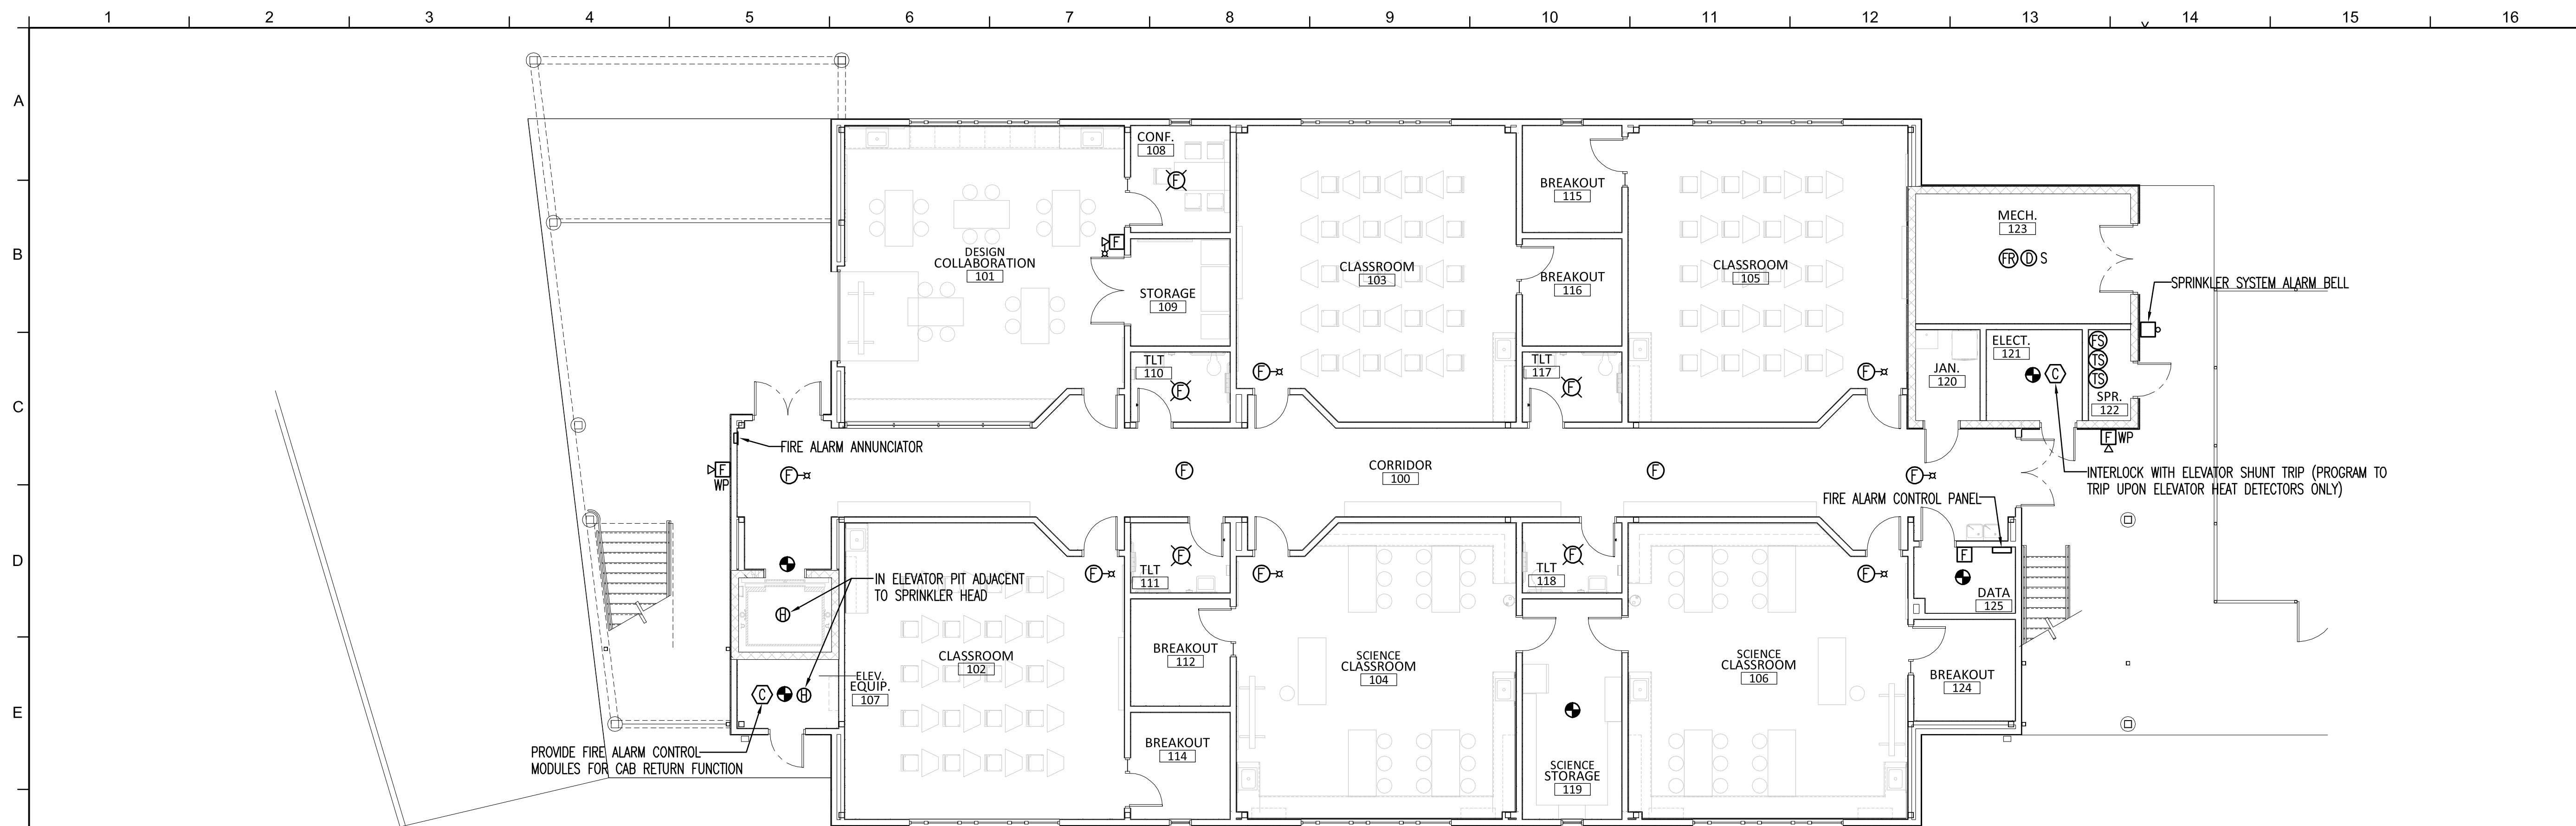 1 2 3 4 5 6 7 8 9 10 11 12 13 14 15 16
A
CONF.
108
F
BREAKOUT
115
MECH.
123
FR D S
B
F
DESIGN
COLLABORATION
101
CLASSROOM
103
BREAKOUT
116
CLASSROOM
105
STORAGE
109
SPRINKLER SYSTEM ALARM BELL
FS
TS
TS
ELECT.
121
C
TLT
110
F
F
TLT
117
F
F
JAN.
120
SPR.
122
C
FIRE ALARM ANNUNCIATOR
F
WP
F
WP
F
F
CORRIDOR
100
F
F
INTERLOCK WITH ELEVATOR SHUNT TRIP (PROGRAM TO
TRIP UPON ELEVATOR HEAT DETECTORS ONLY)
FIRE ALARM CONTROL PANEL
D
F
F
TLT
111
F
F
TLT
118
F
F
DATA
125
IN ELEVATOR PIT ADJACENT
TO SPRINKLER HEAD
H
CLASSROOM
102
BREAKOUT
112
SCIENCE
CLASSROOM
104
SCIENCE
CLASSROOM
106
BREAKOUT
124
ELEV.
EQUIP.
107
C
H
E
PROVIDE FIRE ALARM CONTROL
MODULES FOR CAB RETURN FUNCTION
BREAKOUT
114
SCIENCE
STORAGE
119